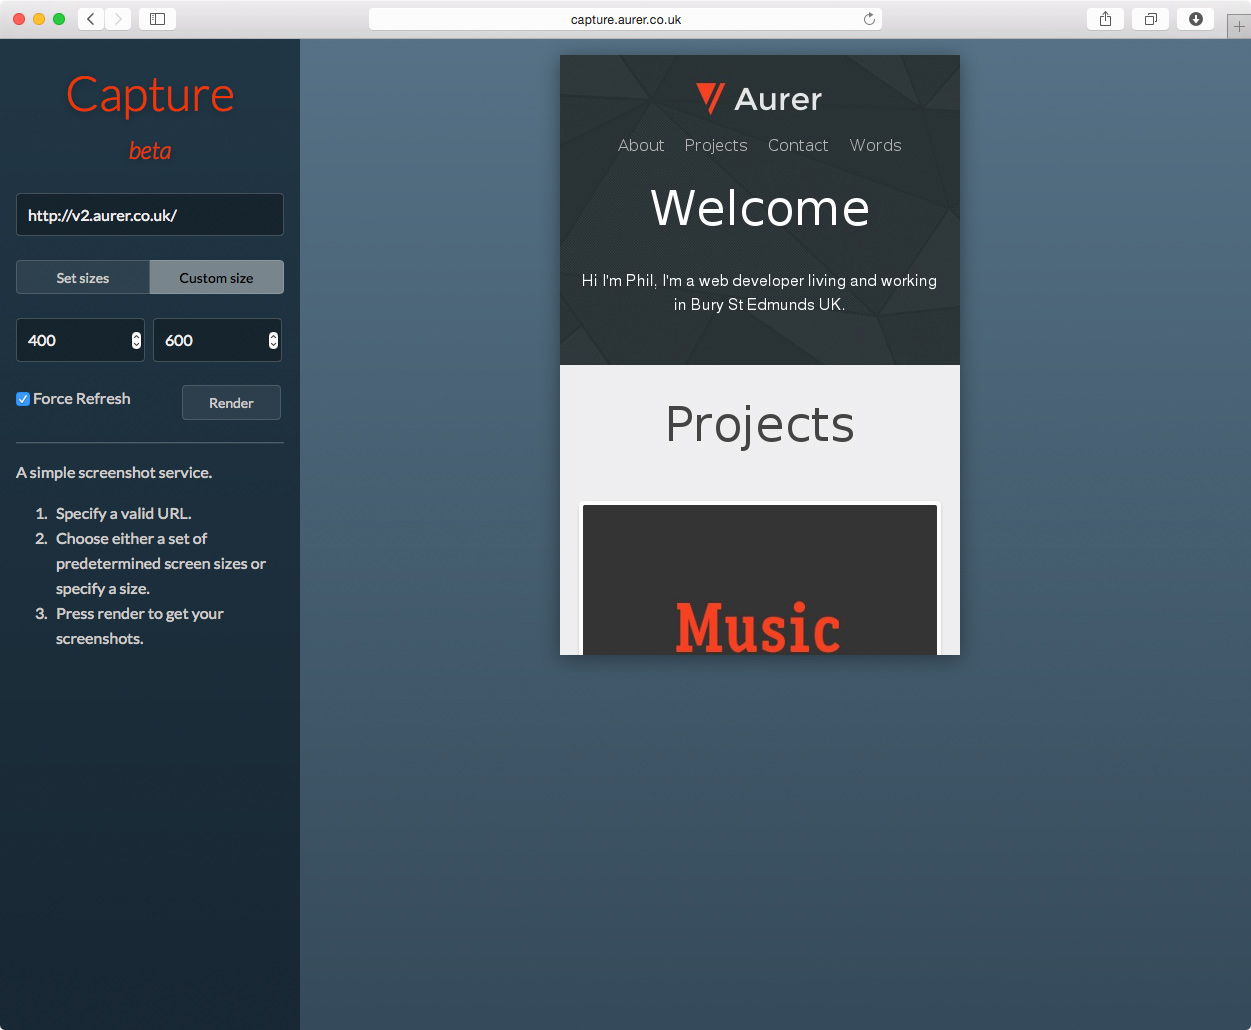 capture.aurer.co.uk
Capture
beta
http://v2.aurer.co.uk/
Set sizes
Custom size
400
600
Force Refresh
Render
A simple screenshot service.
1. Specify a valid URL.
2. Choose either a set of
predetermined screen sizes or
specify a size.
3. Press render to get your
screenshots.
Aurer
About Projects Contact Words
Welcome
Hi I'm Phil, I'm a web developer living and working
in Bury St Edmunds UK.
Projects
Music